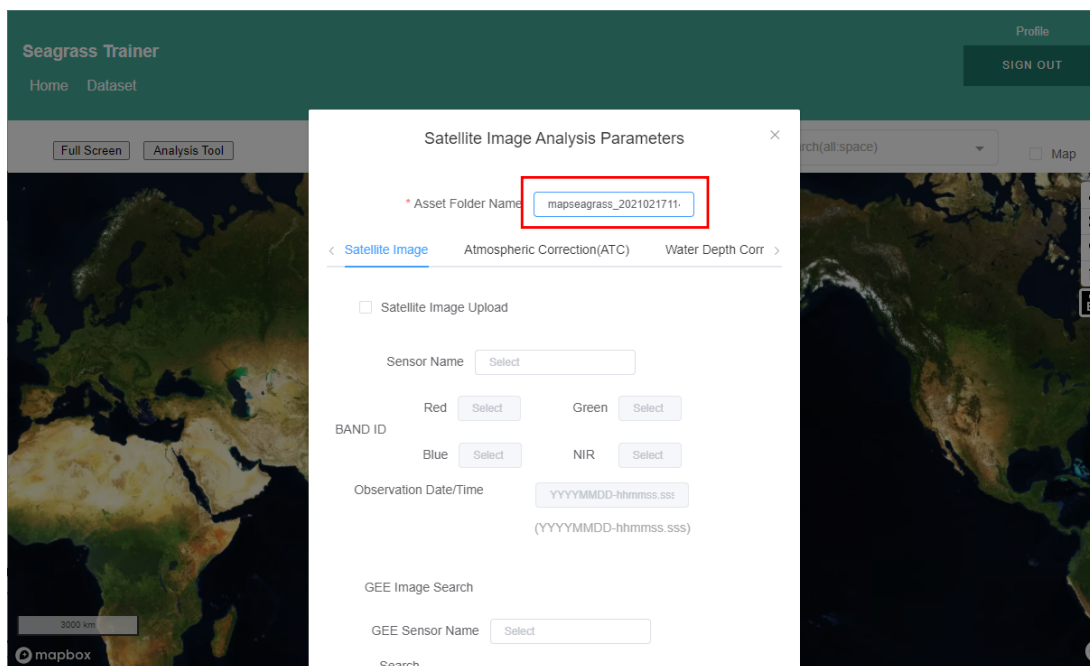 Profile
Seagrass Trainer
SIGN OUT
Home Dataset
Full Screen Analysis Tool
rch(all:space)
Map
Satellite Image Analysis Parameters
* Asset Folder Name mapseagrass_2021021711
Satellite Image Atmospheric Correction(ATC) Water Depth Corr
Satellite Image Upload
Sensor Name Select
Red Select Green Select
BAND ID
Blue Select NIR Select
Observation Date/Time YYYYMMDD-hhmmss.sss
(YYYYMMDD-hhmmss.sss)
GEE Image Search
GEE Sensor Name Select
Search
3000 km
mapbox